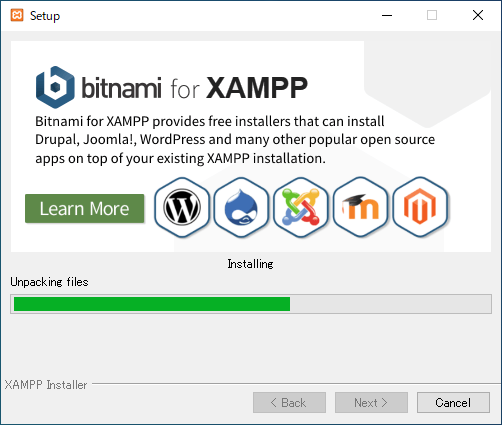 Setup
bitnami for XAMPP
Bitnami for XAMPP provides free installers that can install
Drupal, Joomla!, WordPress and many other popular open source
apps on top of your existing XAMPP installation.
Learn More
Installing
Unpacking files
XAMPP Installer
< Back
Next >
Cancel